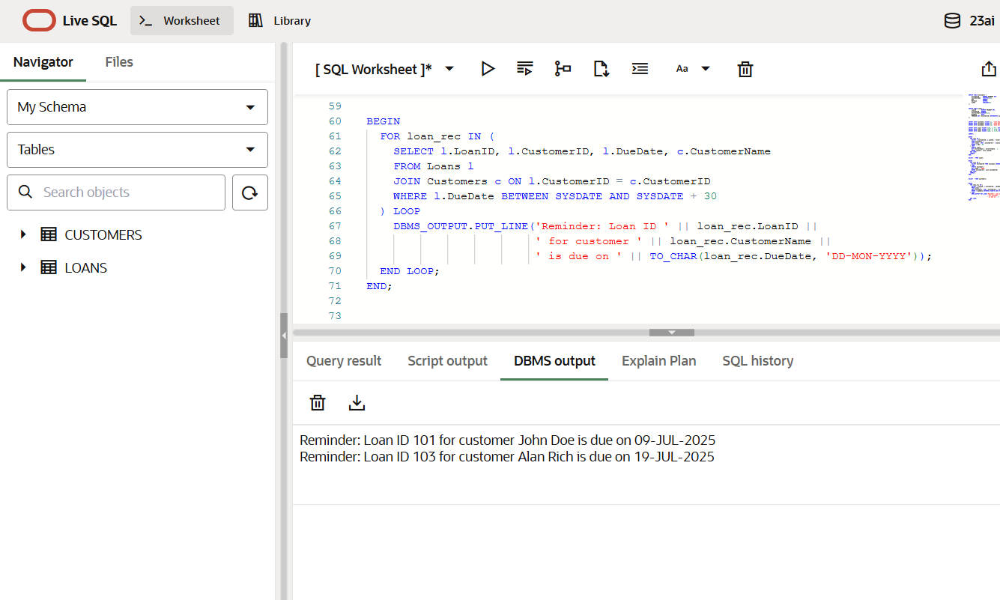 Live SQL
Worksheet
Library
23ai
Navigator
Files
[ SQL Worksheet ]*
Aa
My Schema
Tables
Search objects
CUSTOMERS
LOANS
59
60 BEGIN
61 FOR loan_rec IN (
62 SELECT l.LoanID, l.CustomerID, l.DueDate, c.CustomerName
63 FROM Loans l
64 JOIN Customers c ON l.CustomerID = c.CustomerID
65 WHERE l.DueDate BETWEEN SYSDATE AND SYSDATE + 30
66 ) LOOP
67 DBMS_OUTPUT.PUT_LINE('Reminder: Loan ID ' || loan_rec.LoanID ||
68 ' for customer ' || loan_rec.CustomerName ||
69 ' is due on ' || TO_CHAR(loan_rec.DueDate, 'DD-MON-YYYY'));
70 END LOOP;
71 END;
72
73
Query result
Script output
DBMS output
Explain Plan
SQL history
Reminder: Loan ID 101 for customer John Doe is due on 09-JUL-2025
Reminder: Loan ID 103 for customer Alan Rich is due on 19-JUL-2025